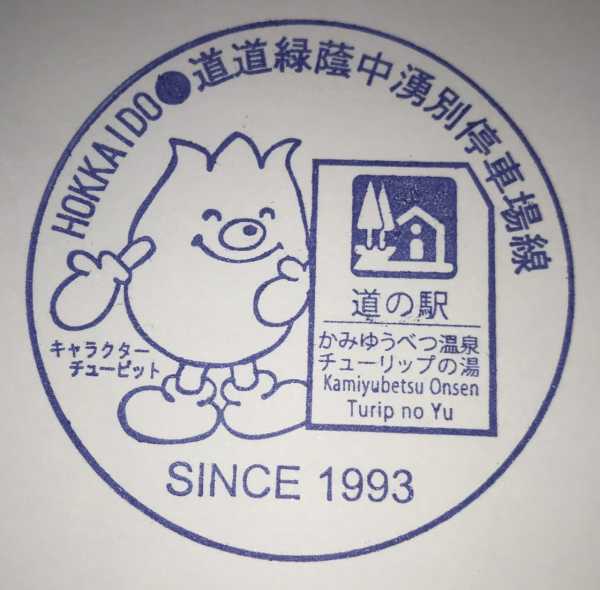 HOKKAIDO●道道緑蔭中湧別停車場線
道の駅
かみゆうべつ温泉
チューリップの湯
Kamiyubetsu Onsen
Turip no Yu
キャラクター
チューピット
SINCE 1993